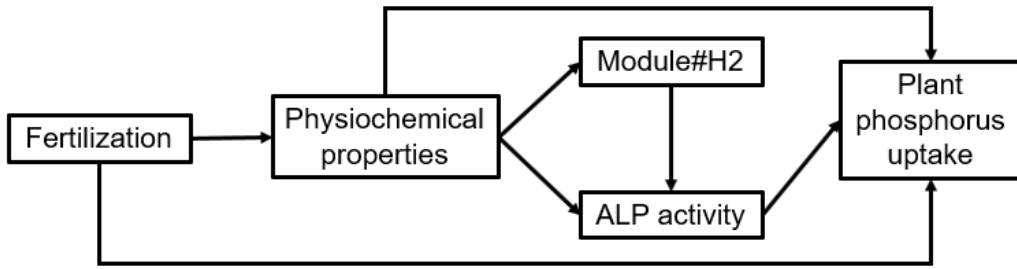 Fertilization
Physiochemical
properties
Module#H2
ALP activity
Plant
phosphorus
uptake